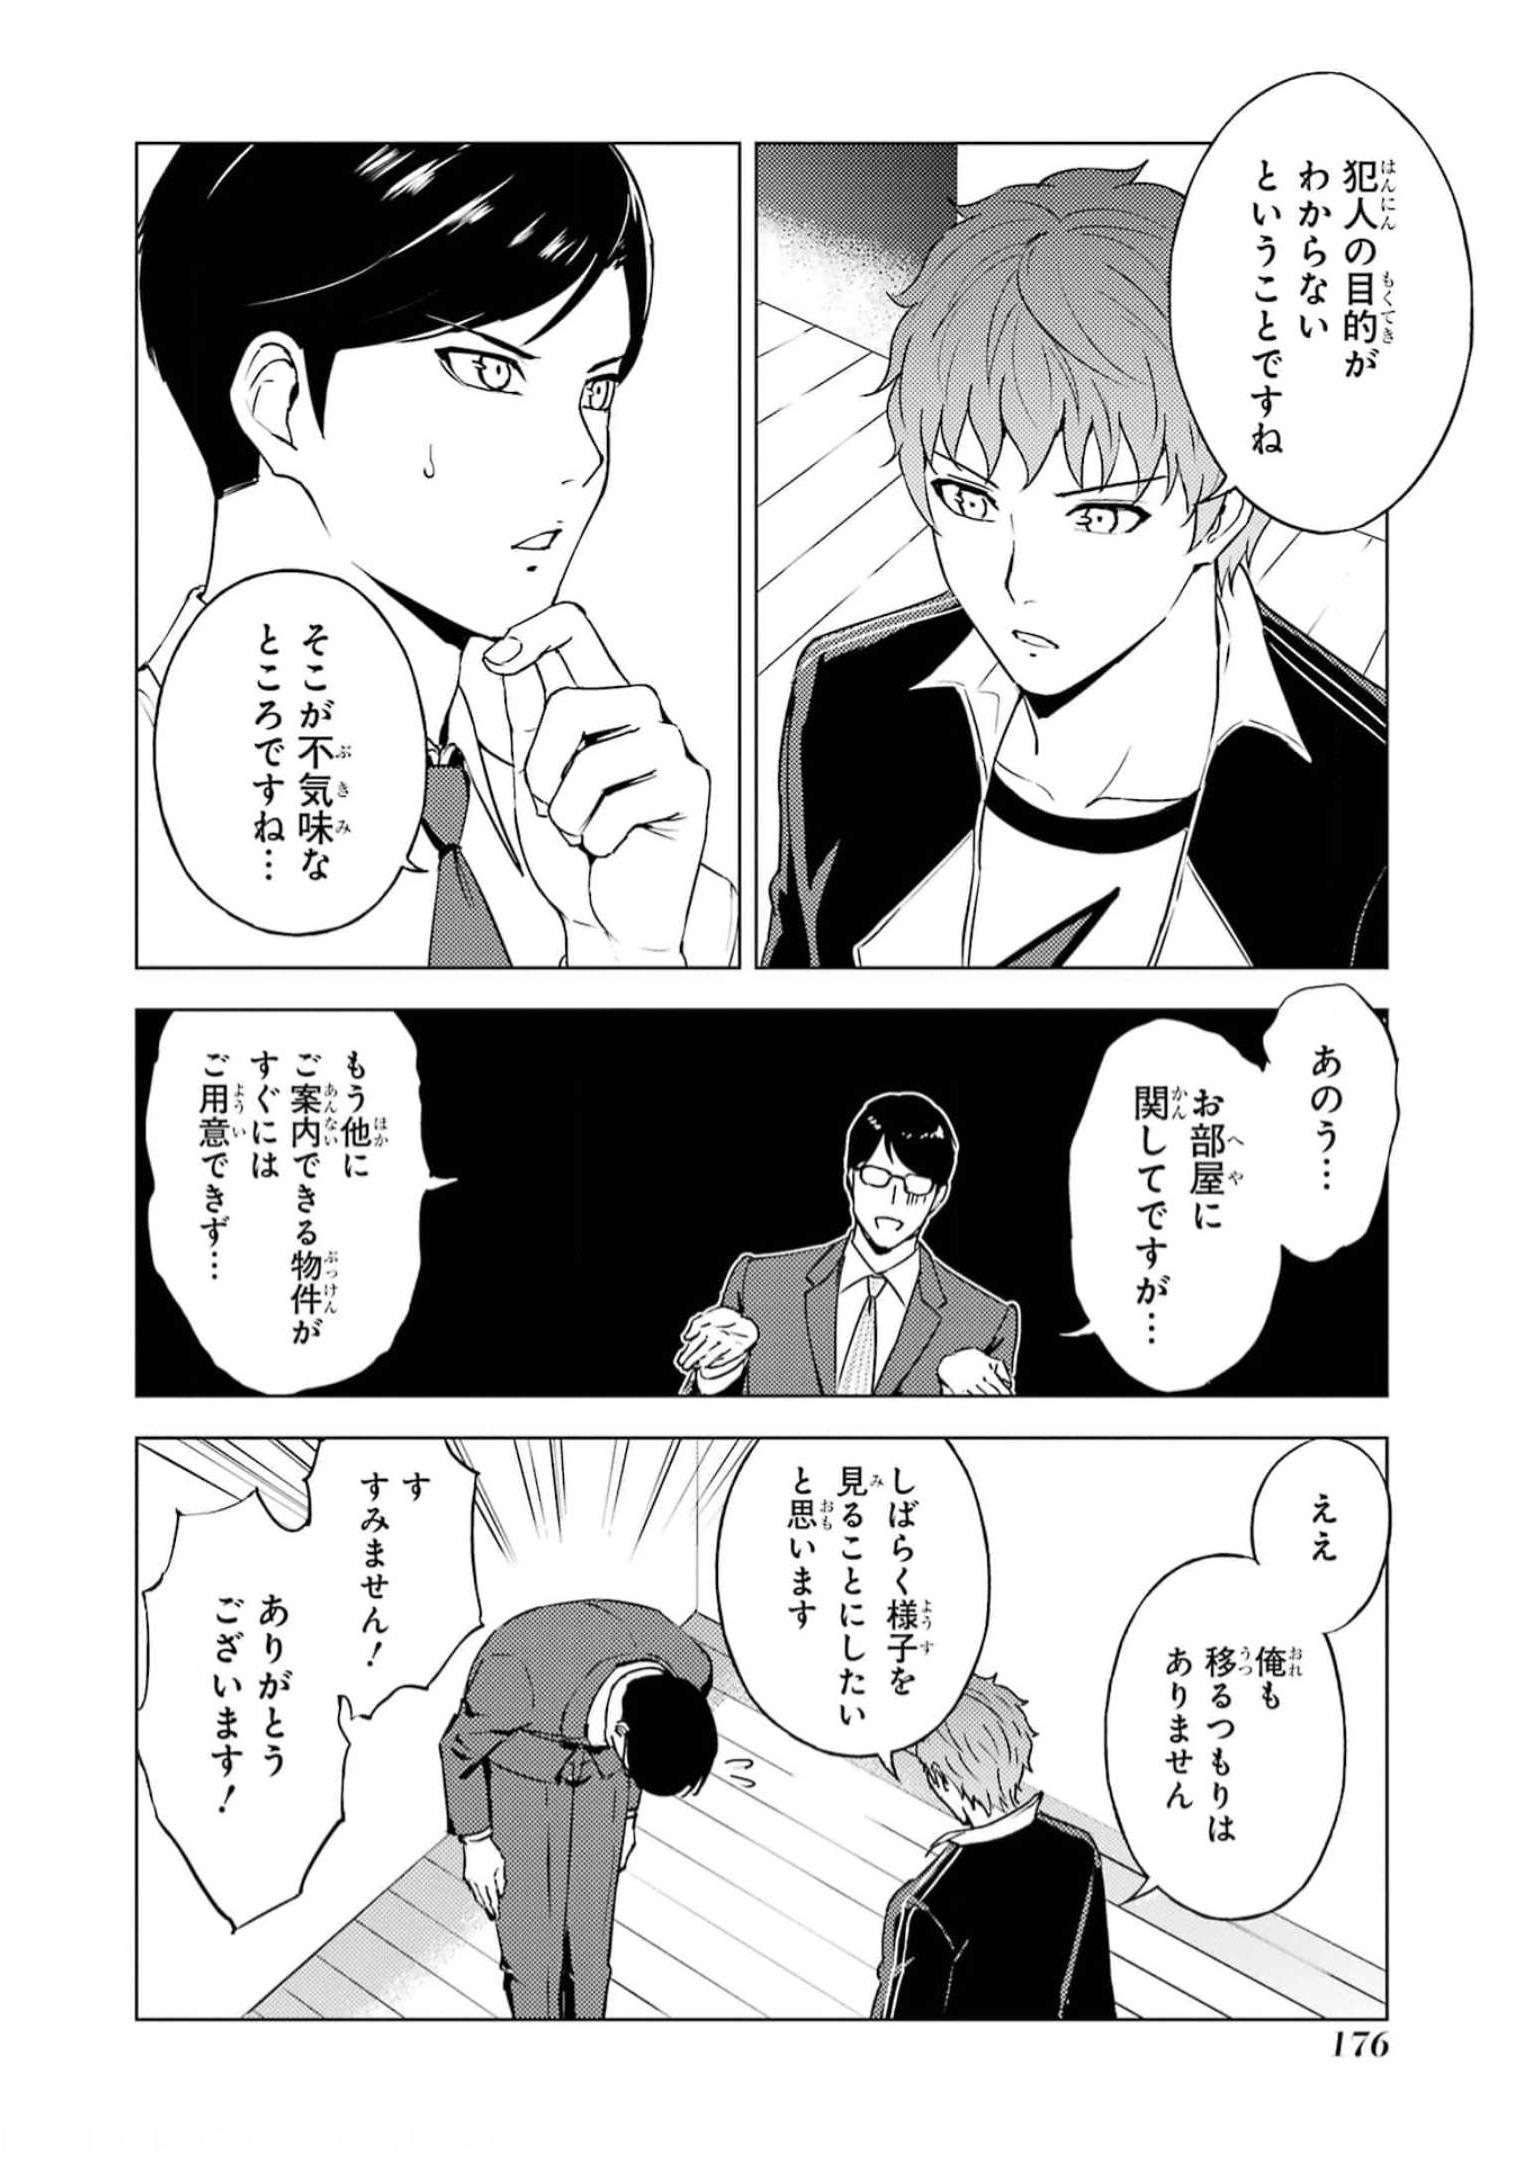 犯人の目的が
わからない
ということですね
そこが不気味な
ところですね…
あのう…
お部屋に
関してですが…
もう他に
ご案内できる物件が
すぐには
ご用意できず…
ええ
俺も
移るつもりは
ありません
しばらく様子を
見ることにしたい
と思います
す
すみません!
ありがとう
ございます!
176